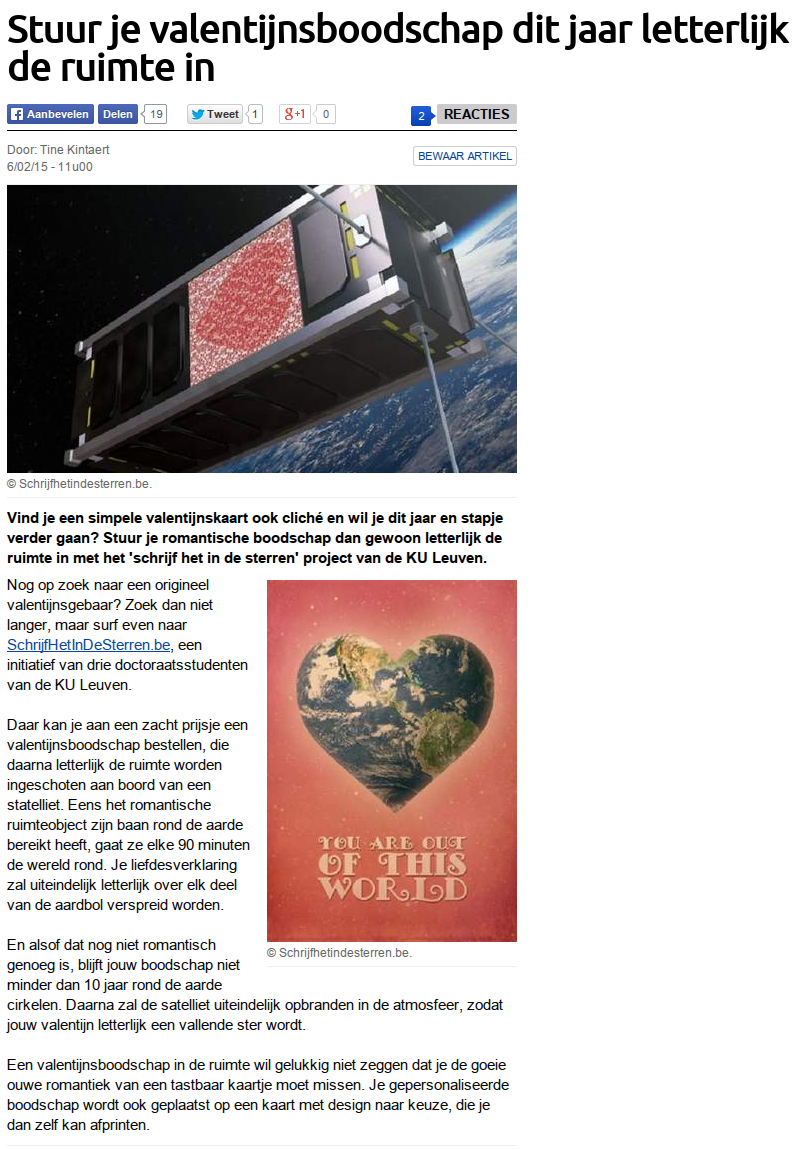 Stuur je valentijnsboodschap dit jaar letterlijk
de ruimte in
Aanbevelen Delen 19 Tweet 1 g+1 0 2 REACTIES
Door: Tine Kintaert
6/02/15 - 11u00
BEWAAR ARTIKEL
© Schrijfhetindesterren.be.
Vind je een simpele valentijnskaart ook cliché en wil je dit jaar en stapje
verder gaan? Stuur je romantische boodschap dan gewoon letterlijk de
ruimte in met het 'schrijf het in de sterren' project van de KU Leuven.
Nog op zoek naar een origineel
valentijnsgebaar? Zoek dan niet
langer, maar surf even naar
SchrijfHetInDeSterren.be, een
initiatief van drie doctoraatsstudenten
van de KU Leuven.
Daar kan je aan een zacht prijsje een
valentijnsboodschap bestellen, die
daarna letterlijk de ruimte worden
ingeschoten aan boord van een
statelliet. Eens het romantische
ruimteobject zijn baan rond de aarde
bereikt heeft, gaat ze elke 90 minuten
de wereld rond. Je liefdesverklaring
zal uiteindelijk letterlijk over elk deel
van de aardbol verspreid worden.
YOU ARE OUT
OF THIS
WORLD
© Schrijfhetindesterren.be.
En alsof dat nog niet romantisch
genoeg is, blijft jouw boodschap niet
minder dan 10 jaar rond de aarde
cirkelen. Daarna zal de satelliet uiteindelijk opbranden in de atmosfeer, zodat
jouw valentijn letterlijk een vallende ster wordt.
Een valentijnsboodschap in de ruimte wil gelukkig niet zeggen dat je de goeie
ouwe romantiek van een tastbaar kaartje moet missen. Je gepersonaliseerde
boodschap wordt ook geplaatst op een kaart met design naar keuze, die je
dan zelf kan afprinten.